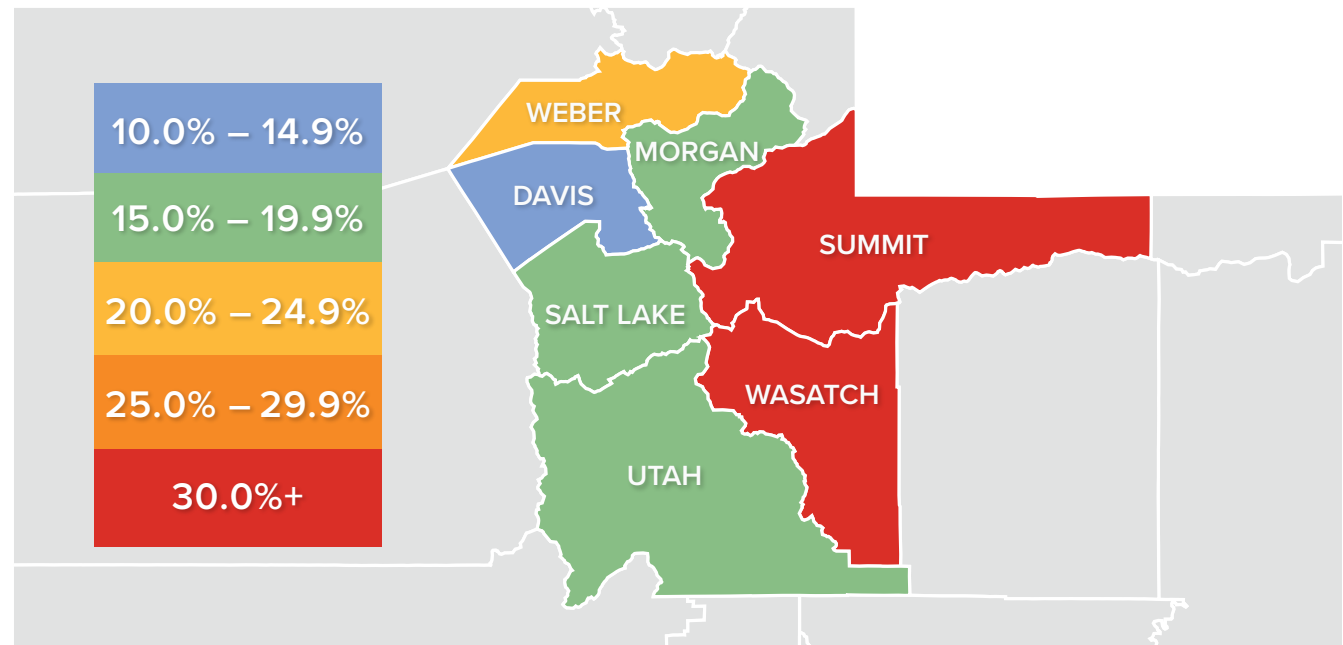 10.0% – 14.9%
15.0% – 19.9%
20.0% – 24.9%
25.0% – 29.9%
30.0%+
WEBER
MORGAN
DAVIS
SUMMIT
SALT LAKE
WASATCH
UTAH